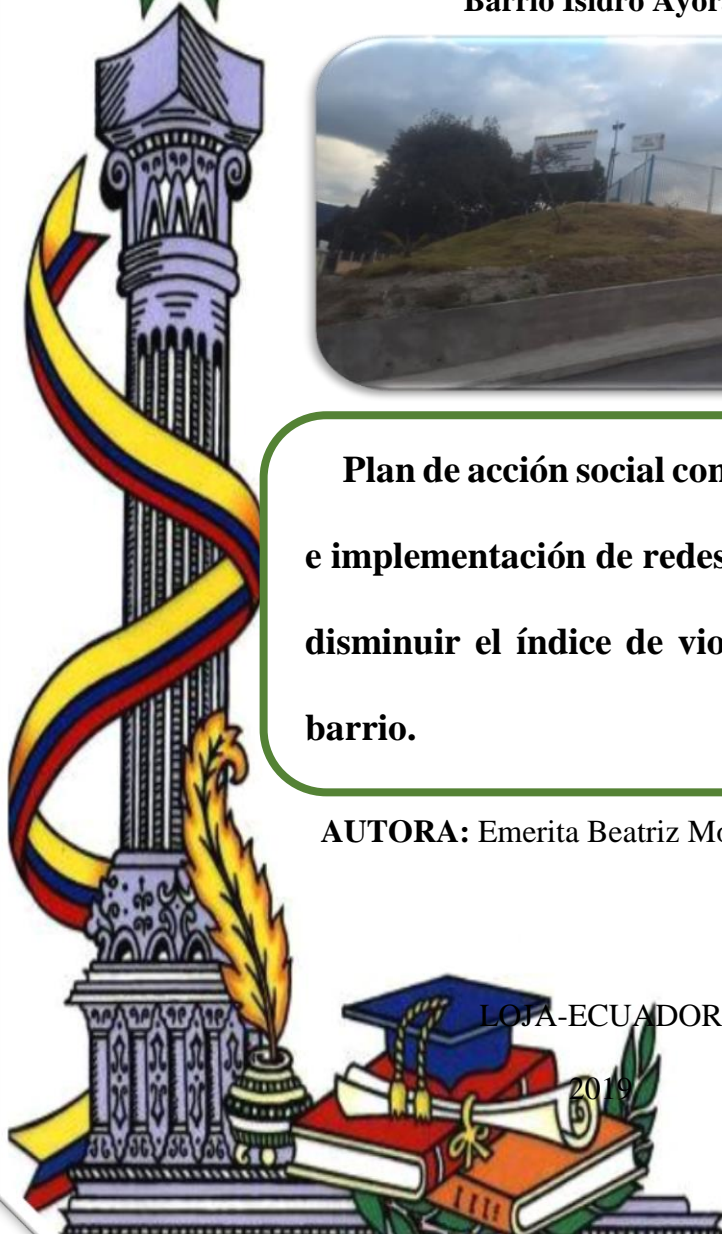 Barrio Isidro Ayor
Plan de acción social con
e implementación de redes
disminuir el índice de vio
barrio.
AUTORA: Emerita Beatriz Mo
LOJA-ECUADOR
2019